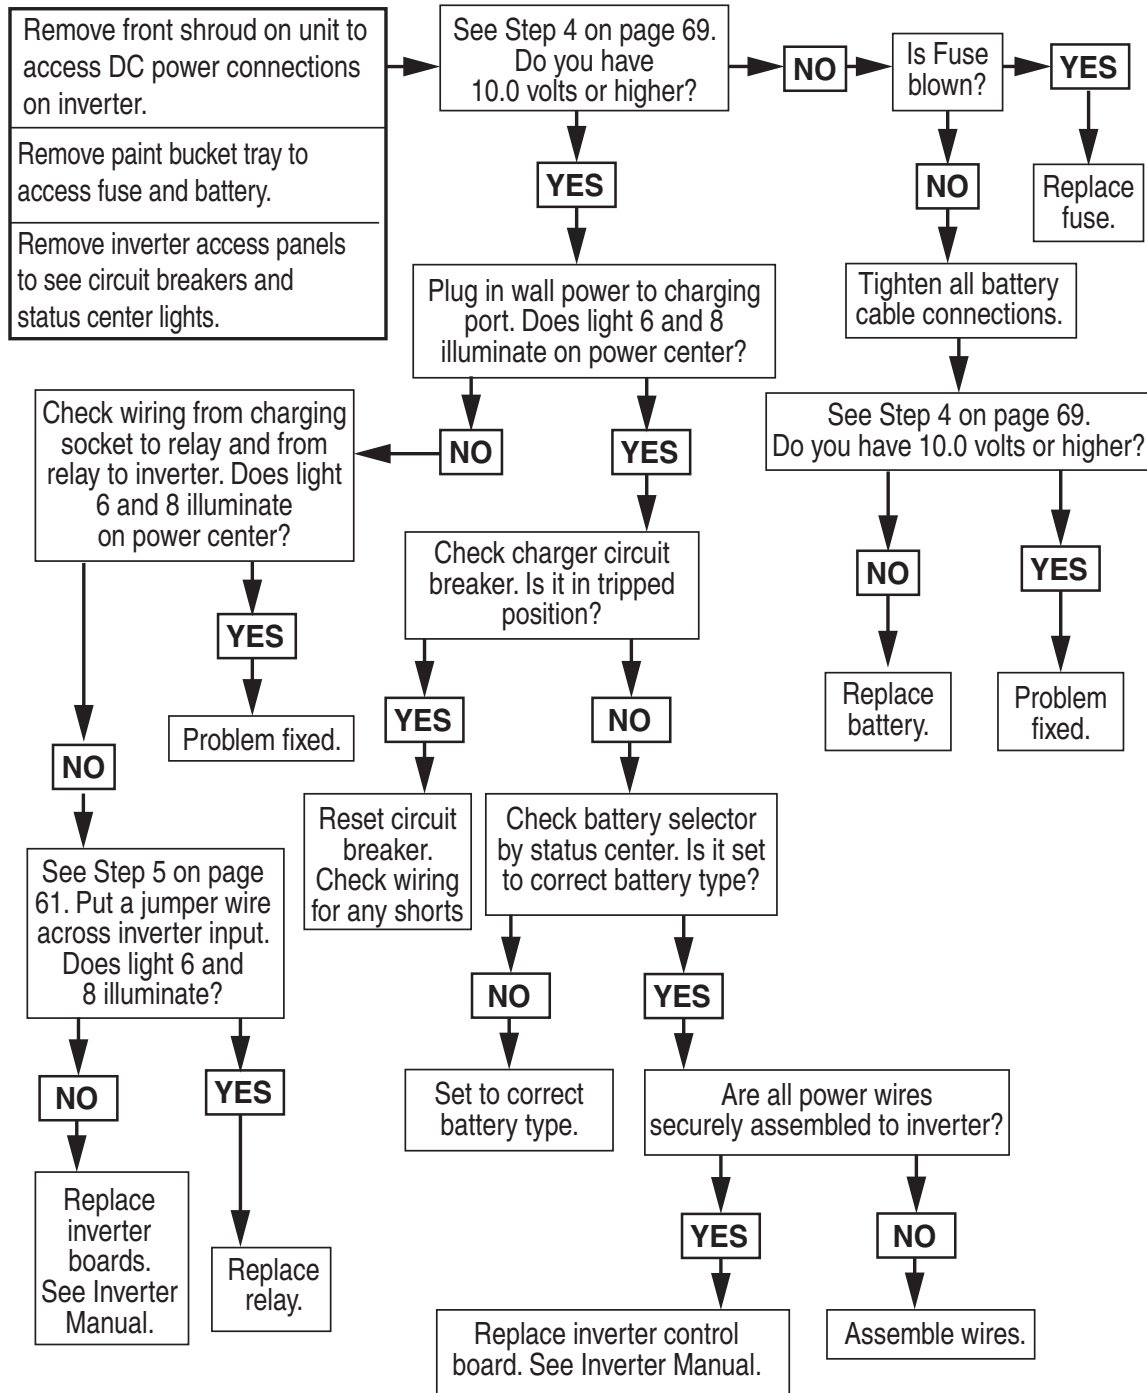 Remove front shroud on unit to
access DC power connections
on inverter.
Remove paint bucket tray to
access fuse and battery.
Remove inverter access panels
to see circuit breakers and
status center lights.
See Step 4 on page 69.
Do you have
10.0 volts or higher?
NO
Is Fuse
blown?
YES
YES
NO
Replace
fuse.
Plug in wall power to charging
port. Does light 6 and 8
illuminate on power center?
Tighten all battery
cable connections.
Check wiring from charging
socket to relay and from
relay to inverter. Does light
6 and 8 illuminate
on power center?
NO
YES
See Step 4 on page 69.
Do you have 10.0 volts or higher?
Check charger circuit
breaker. Is it in tripped
position?
NO
YES
YES
Replace
battery.
Problem
fixed.
Problem fixed.
YES
NO
NO
Reset circuit
breaker.
Check wiring
for any shorts
Check battery selector
by status center. Is it set
to correct battery type?
See Step 5 on page
61. Put a jumper wire
across inverter input.
Does light 6 and
8 illuminate?
NO
YES
NO
YES
Set to correct
battery type.
Are all power wires
securely assembled to inverter?
Replace
inverter
boards.
See Inverter
Manual.
Replace
relay.
YES
NO
Replace inverter control
board. See Inverter Manual.
Assemble wires.